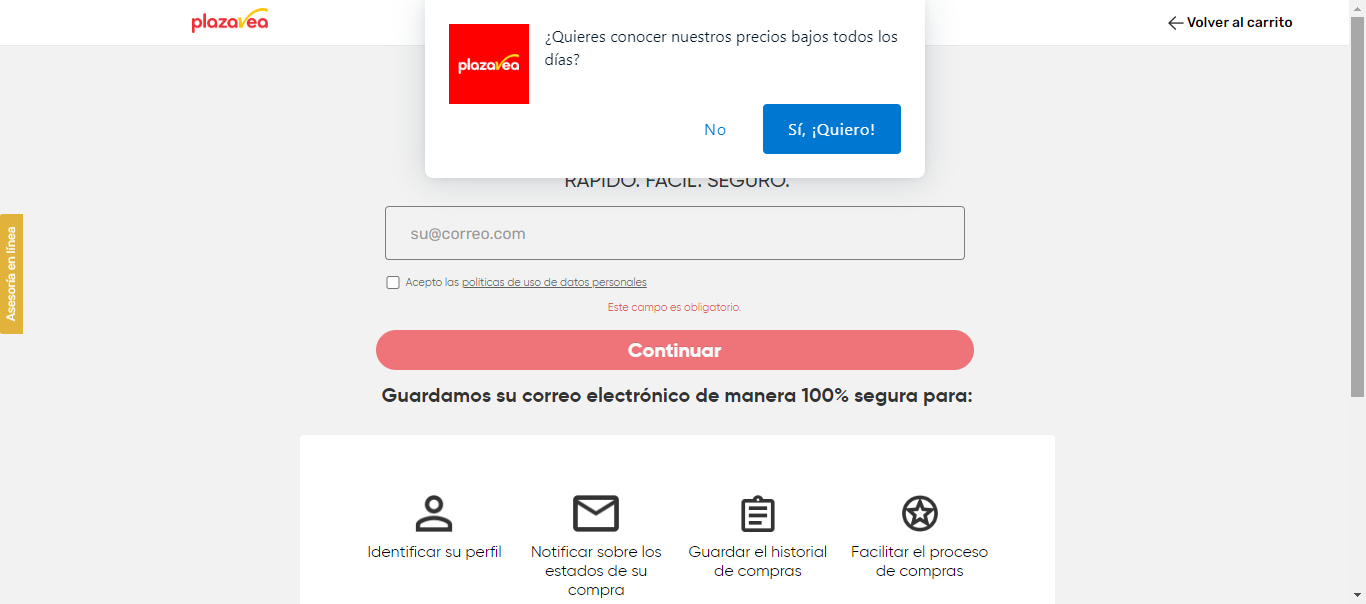 plazavea
Volver al carrito
plazavea
¿Quieres conocer nuestros precios bajos todos los
días?
No
Sí, ¡Quiero!
RÁPIDO. FÁCIL. SEGURO.
su@correo.com
Asesoría en línea
Acepto las políticas de uso de datos personales
Este campo es obligatorio.
Continuar
Guardamos su correo electrónico de manera 100% segura para:
Identificar su perfil
Notificar sobre los
estados de su
compra
Guardar el historial
de compras
Facilitar el proceso
de compras